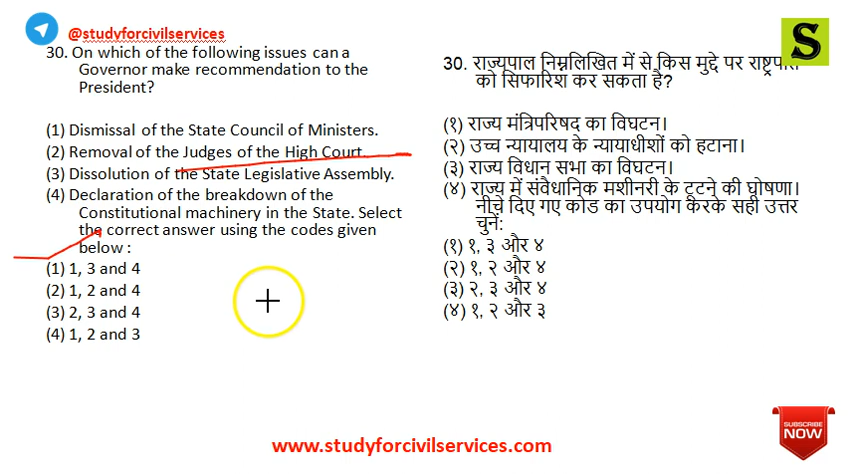 @studyforcivilservices
S
30. On which of the following issues can a
Governor make recommendation to the
President?
(1) Dismissal of the State Council of Ministers.
(2) Removal of the Judges of the High Court.
(3) Dissolution of the State Legislative Assembly.
(4) Declaration of the breakdown of the
Constitutional machinery in the State. Select
the correct answer using the codes given
below :
(1) 1, 3 and 4
(2) 1, 2 and 4
(3) 2, 3 and 4
(4) 1, 2 and 3
30. राज्यपाल निम्नलिखित में से किस मुद्दे पर
को सिफारिश कर सकता है?
(१) राज्य मंत्रिपरिषद का विघटन।
(२) उच्च न्यायालय के न्यायाधीशों को हटाना।
(३) राज्य विधान सभा का विघटन।
(४) राज्य में संवैधानिक मशीनरी के टूटने की घोषणा।
नीचे दिए गए कोड का उपयोग करके सही उत्तर
चुनें:
(१) १, ३ और ४
(२) १, २ और ४
(३) २, ३ और ४
(४) १, २ और ३
SUBSCRIBE
NOW
www.studyforcivilservices.com